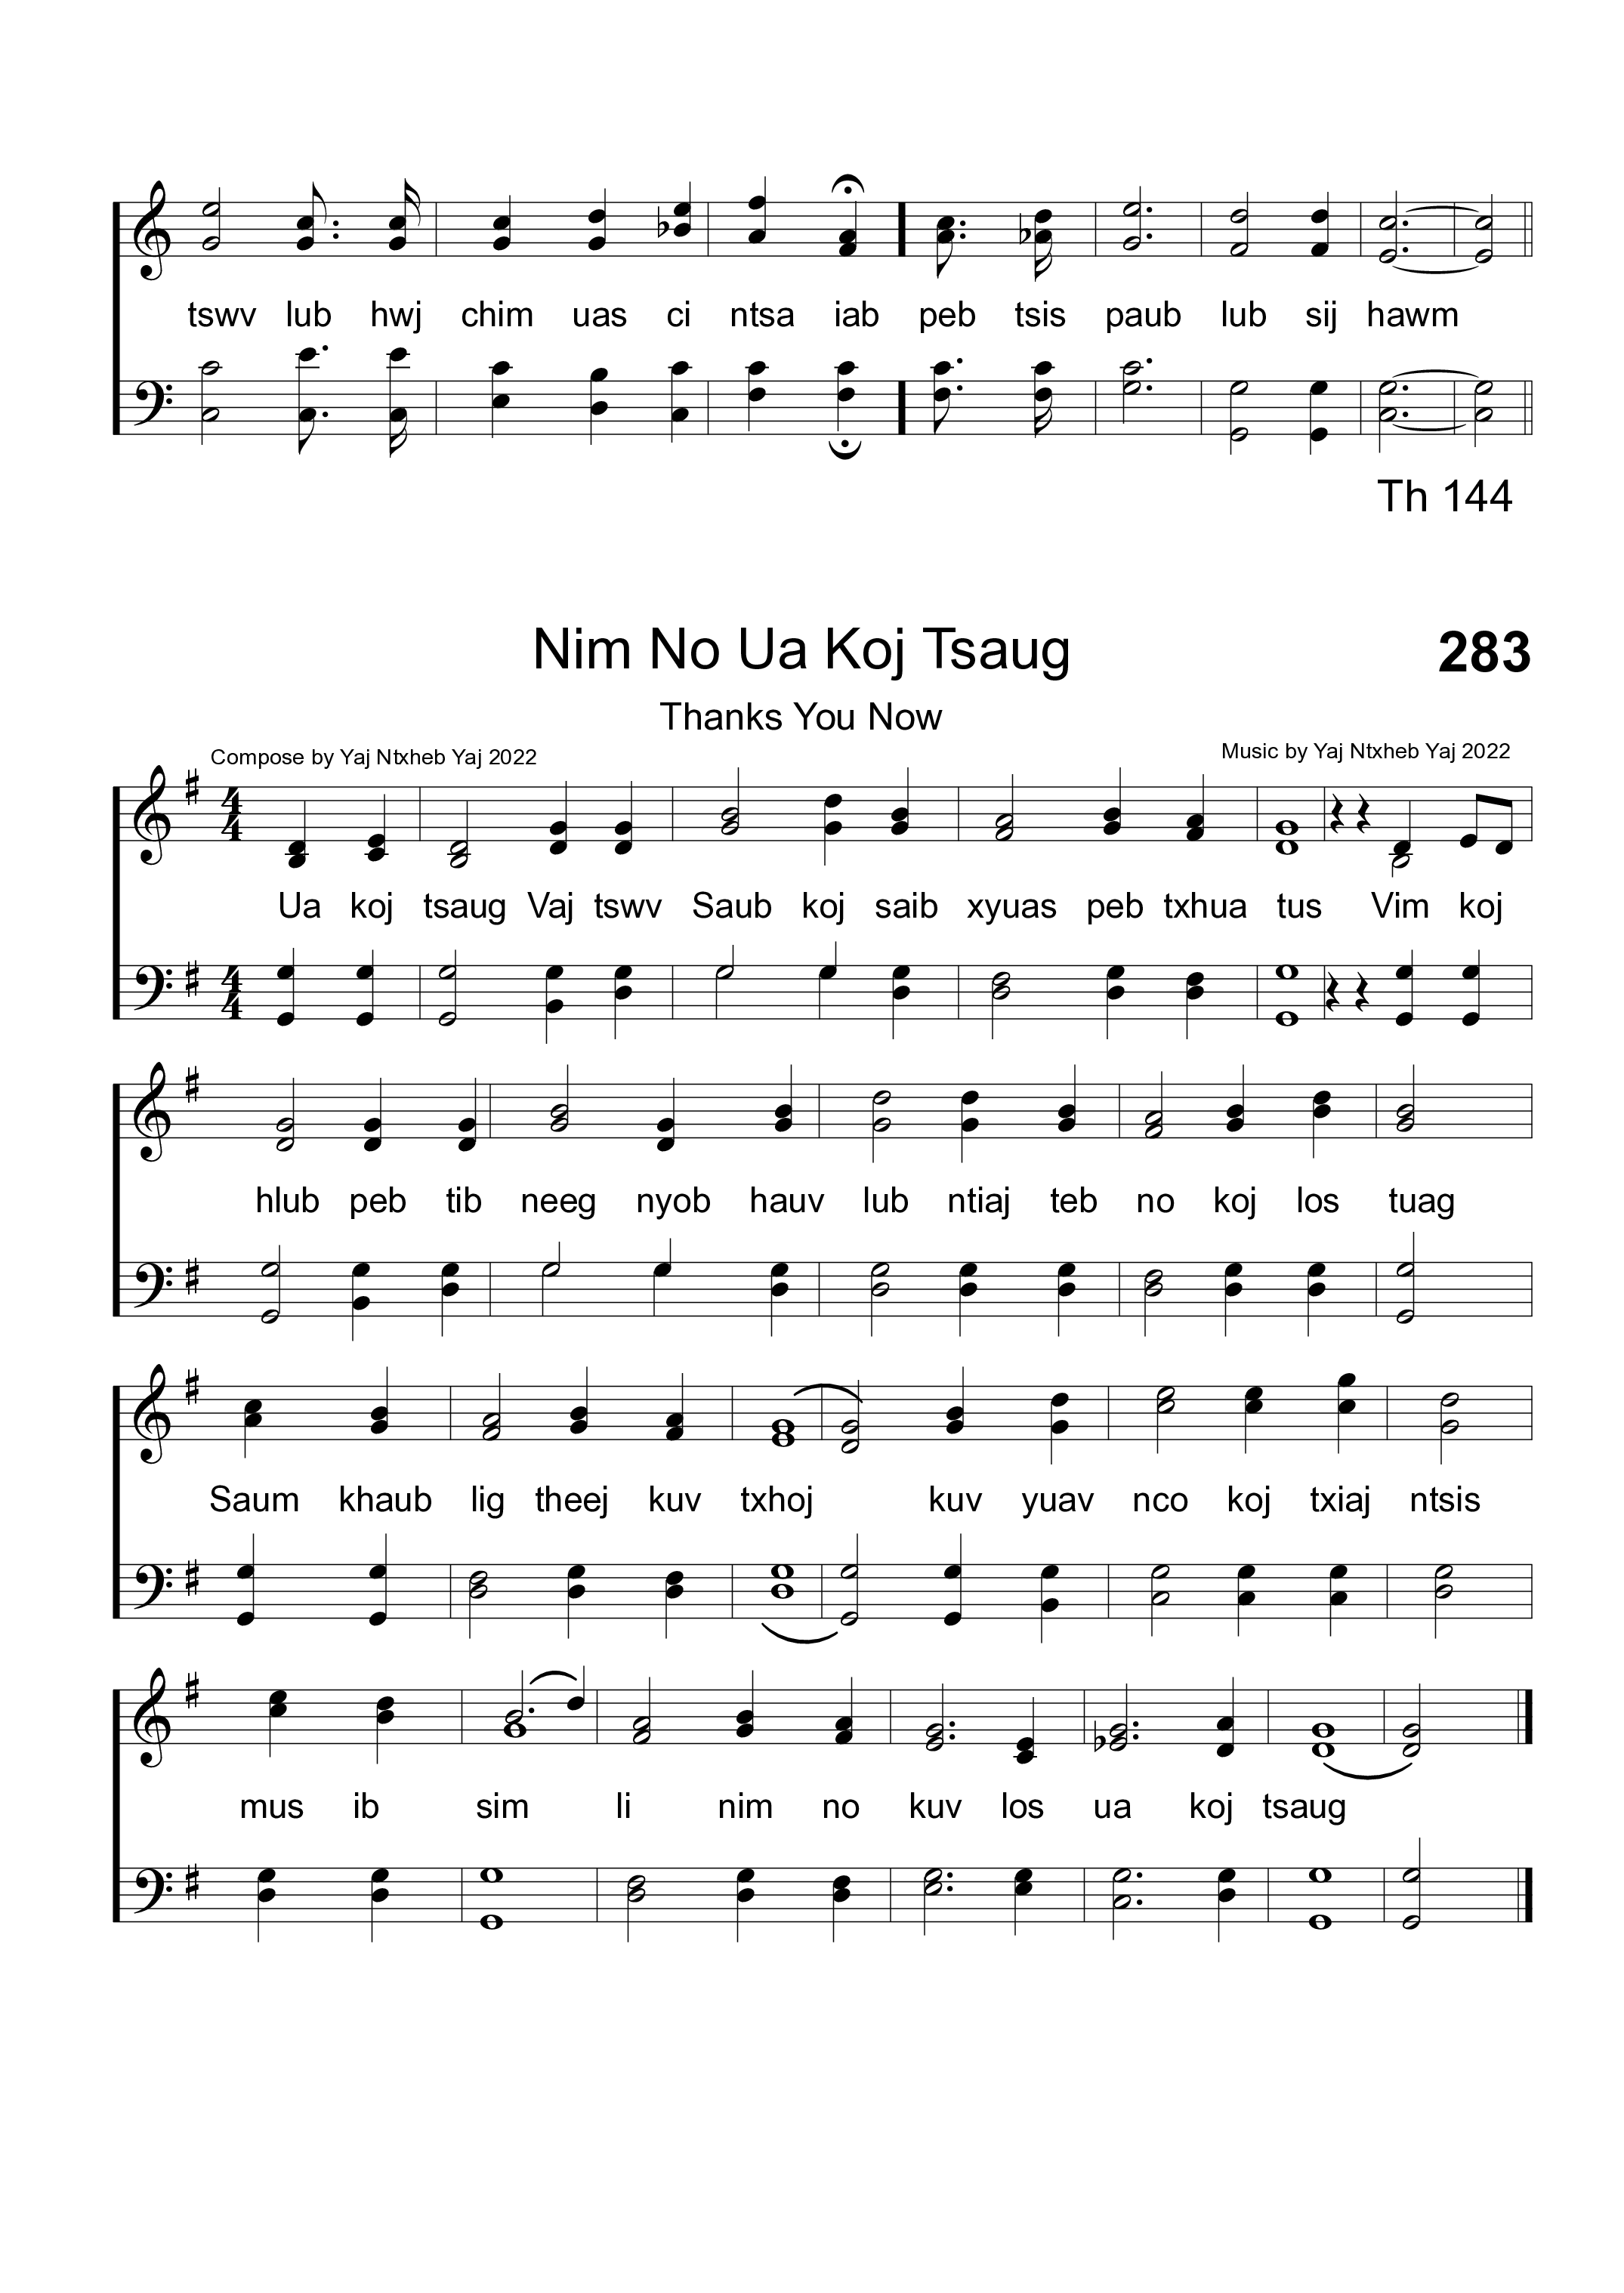 tswv lub hwj chim uas ci ntsa iab peb tsis paub lub sij hawm
Th 144
Nim No Ua Koj Tsaug 283
Thanks You Now
Compose by Yaj Ntxheb Yaj 2022 Music by Yaj Ntxheb Yaj 2022
4 4
Ua koj tsaug Vaj tswv Saub koj saib xyuas peb txhua tus Vim koj
4 4
hlub peb tib neeg nyob hauv lub ntiaj teb no koj los tuag
Saum khaub lig theej kuv txhoj kuv yuav nco koj txiaj ntsis
mus ib sim li nim no kuv los ua koj tsaug